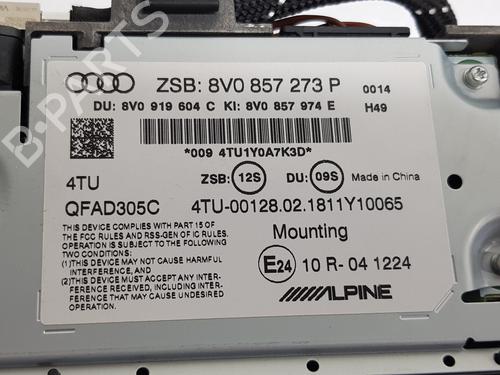 ZSB: 8V0 857 273 P 0014
DU: 8V0 919 604 C KI: 8V0 857 974 E H49
*009 4TU1Y0A7K3D*
4TU ZSB: 12S DU: 09S Made in China
QFAD305C 4TU-00128.02.1811Y10065
THIS DEVICE COMPLIES WITH PART 15 OF
THE FCC RULES AND RSS-GEN OF IC RULES.
OPERATION IS SUBJECT TO THE FOLLOWING
TWO CONDITIONS:
(1)THIS DEVICE MAY NOT CAUSE HARMFUL
INTERFERENCE, AND
(2)THIS DEVICE MUST ACCEPT ANY INTER-
FERENCE RECEIVED, INCLUDING INTER-
FERENCE THAT MAY CAUSE UNDESIRED
OPERATION.
Mounting
E24 10 R-04 1224
ALPINE
B-PARTS